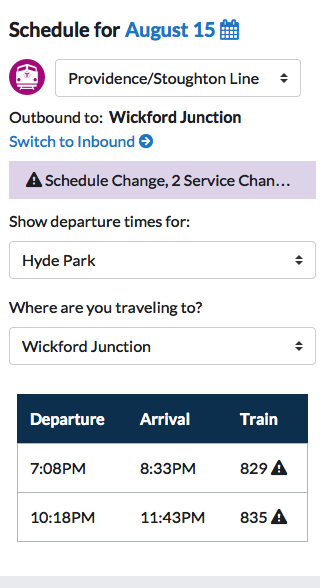 Schedule for August 15
Providence/Stoughton Line
Outbound to: Wickford Junction
Switch to Inbound
Schedule Change, 2 Service Chan…
Show departure times for:
Hyde Park
Where are you traveling to?
Wickford Junction
Departure Arrival Train
7:08PM 8:33PM 829
10:18PM 11:43PM 835